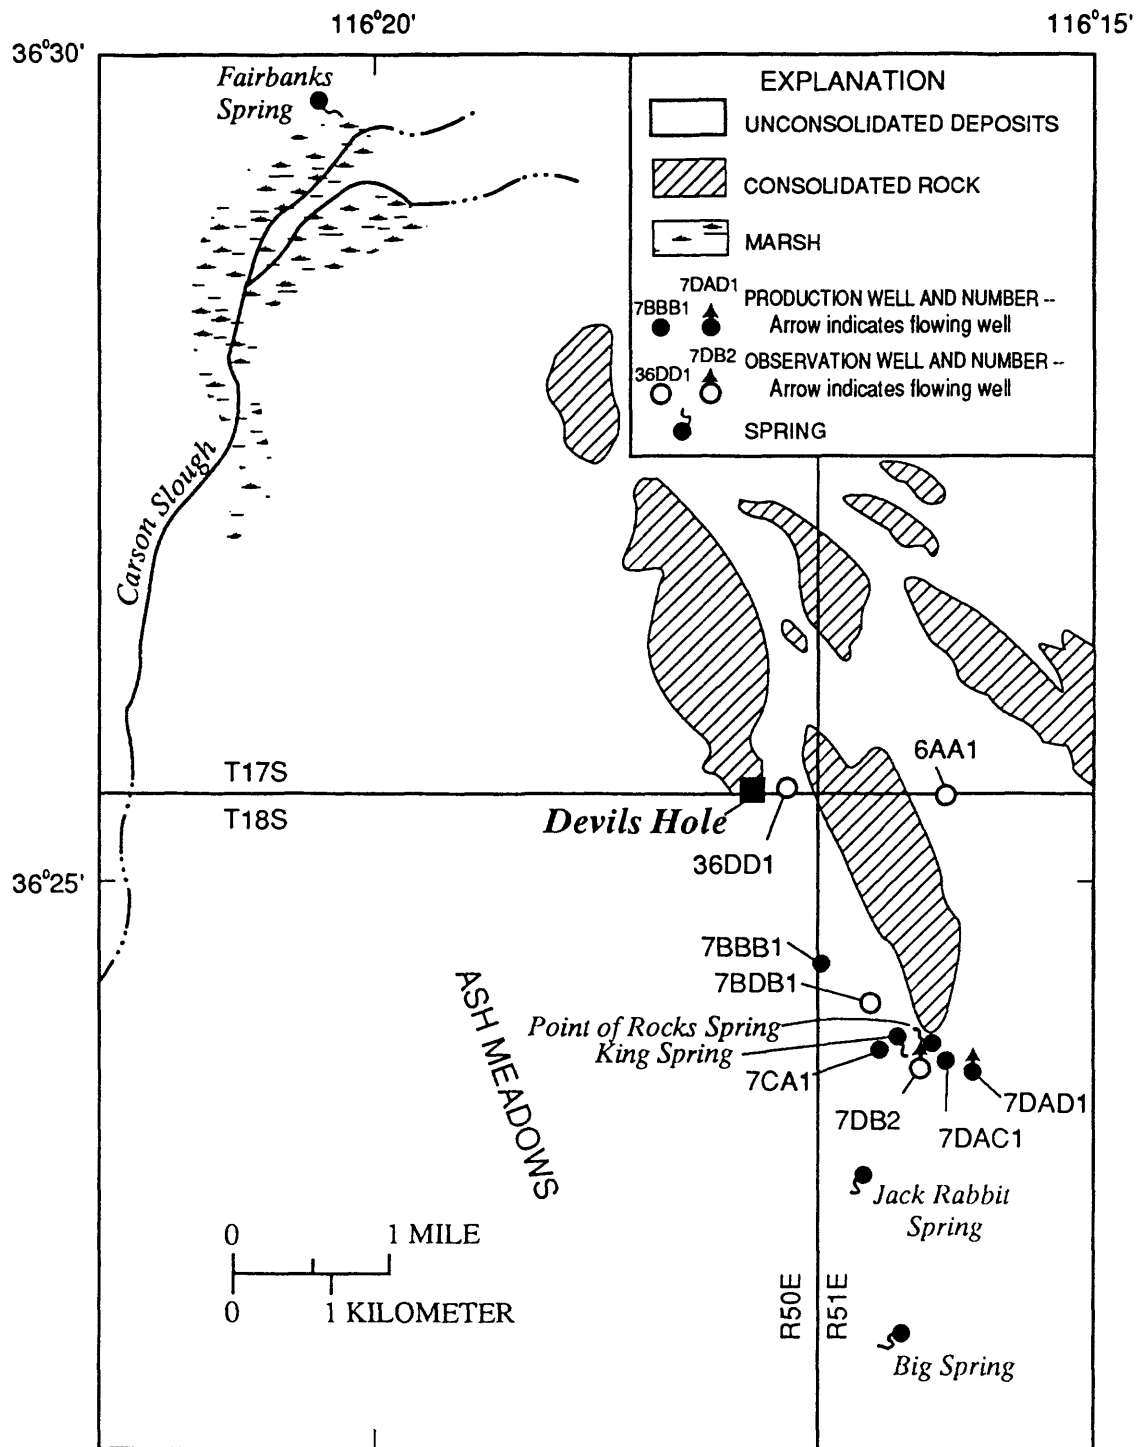 116°20'
116°15'
36°30'
Fairbanks
Spring
EXPLANATION
UNCONSOLIDATED DEPOSITS
CONSOLIDATED ROCK
MARSH
7DAD1
7BBB1
PRODUCTION WELL AND NUMBER --
Arrow indicates flowing well
7DB2
36DD1
OBSERVATION WELL AND NUMBER --
Arrow indicates flowing well
SPRING
Carson Slough
T17S
T18S
6AA1
Devils Hole
36DD1
36°25'
7BBB1
7BDB1
Point of Rocks Spring
King Spring
7CA1
7DB2
7DAD1
7DAC1
ASH MEADOWS
Jack Rabbit
Spring
0 1 MILE
0 1 KILOMETER
R50E
R51E
Big Spring